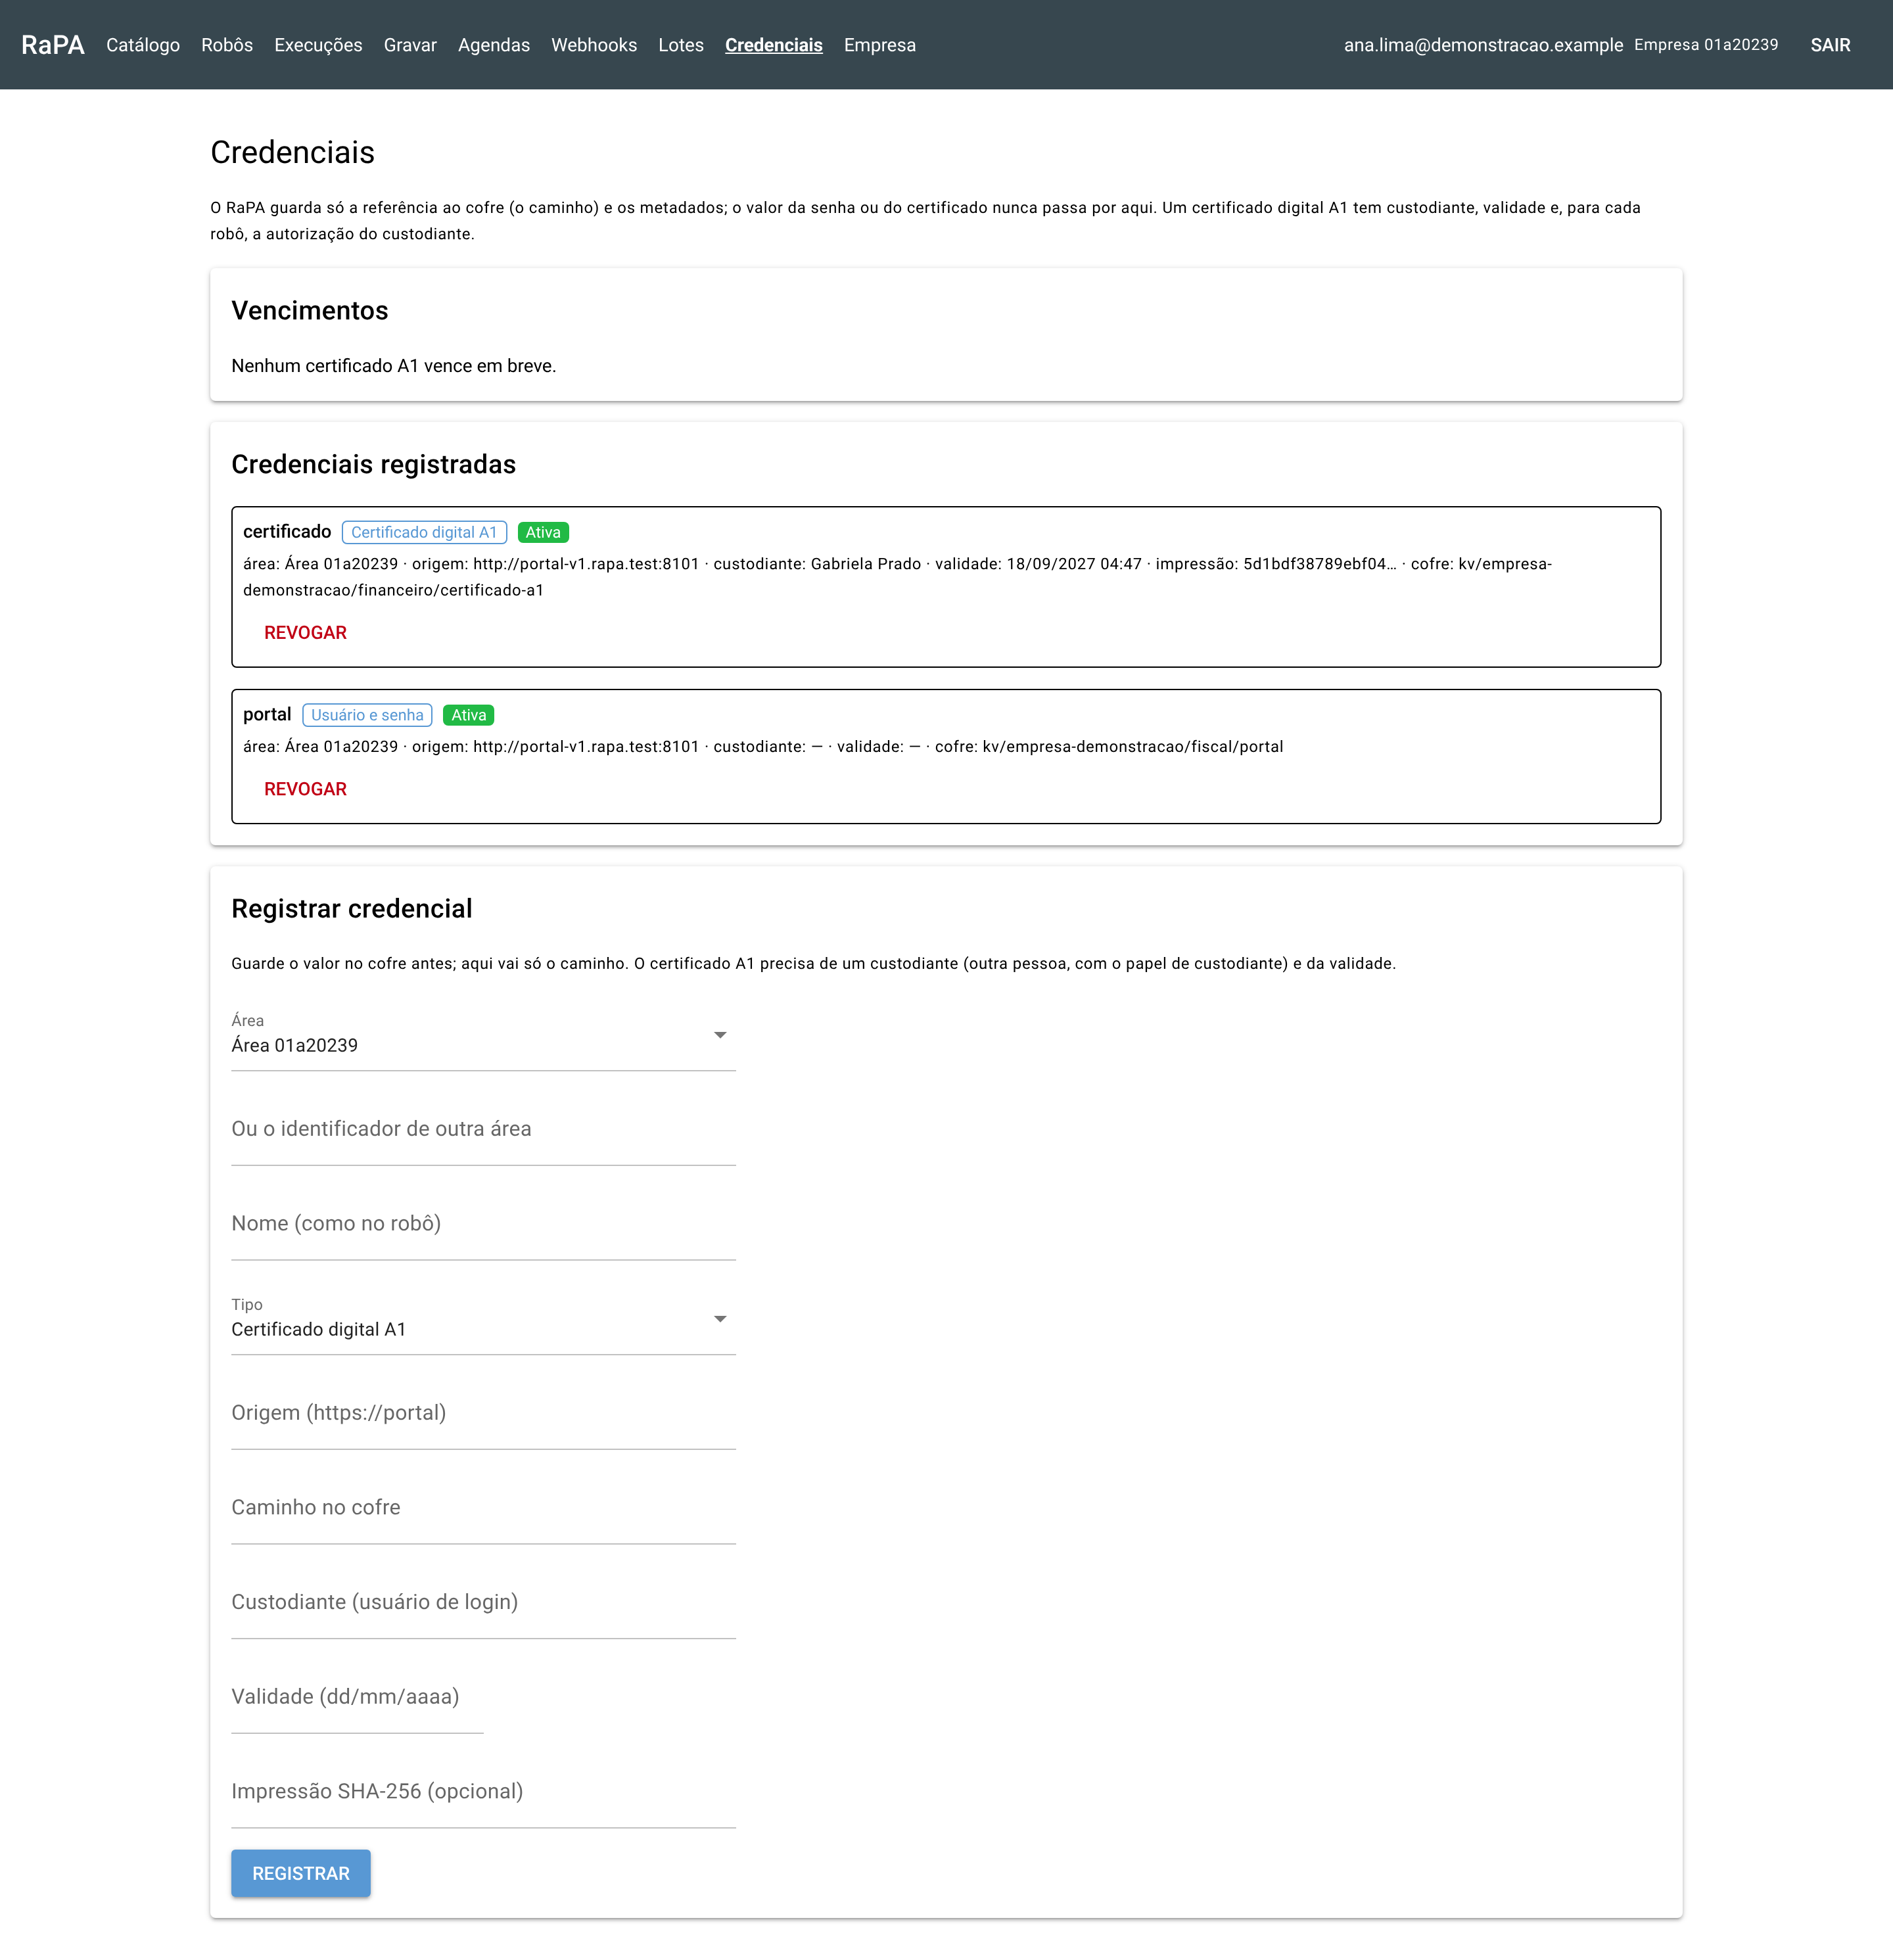 RaPA Catálogo Robôs Execuções Gravar Agendas Webhooks Lotes Credenciais Empresa ana.lima@demonstracao.example Empresa 01a20239 SAIR
Credenciais
O RaPA guarda só a referência ao cofre (o caminho) e os metadados; o valor da senha ou do certificado nunca passa por aqui. Um certificado digital A1 tem custodiante, validade e, para cada
robô, a autorização do custodiante.
Vencimentos
Nenhum certificado A1 vence em breve.
Credenciais registradas
certificado Certificado digital A1 Ativa
área: Área 01a20239 · origem: http://portal-v1.rapa.test:8101 · custodiante: Gabriela Prado · validade: 18/09/2027 04:47 · impressão: 5d1bdf38789ebf04… · cofre: kv/empresa-
demonstracao/financeiro/certificado-a1
REVOGAR
portal Usuário e senha Ativa
área: Área 01a20239 · origem: http://portal-v1.rapa.test:8101 · custodiante: — · validade: — · cofre: kv/empresa-demonstracao/fiscal/portal
REVOGAR
Registrar credencial
Guarde o valor no cofre antes; aqui vai só o caminho. O certificado A1 precisa de um custodiante (outra pessoa, com o papel de custodiante) e da validade.
Área
Área 01a20239
Ou o identificador de outra área
Nome (como no robô)
Tipo
Certificado digital A1
Origem (https://portal)
Caminho no cofre
Custodiante (usuário de login)
Validade (dd/mm/aaaa)
Impressão SHA-256 (opcional)
REGISTRAR